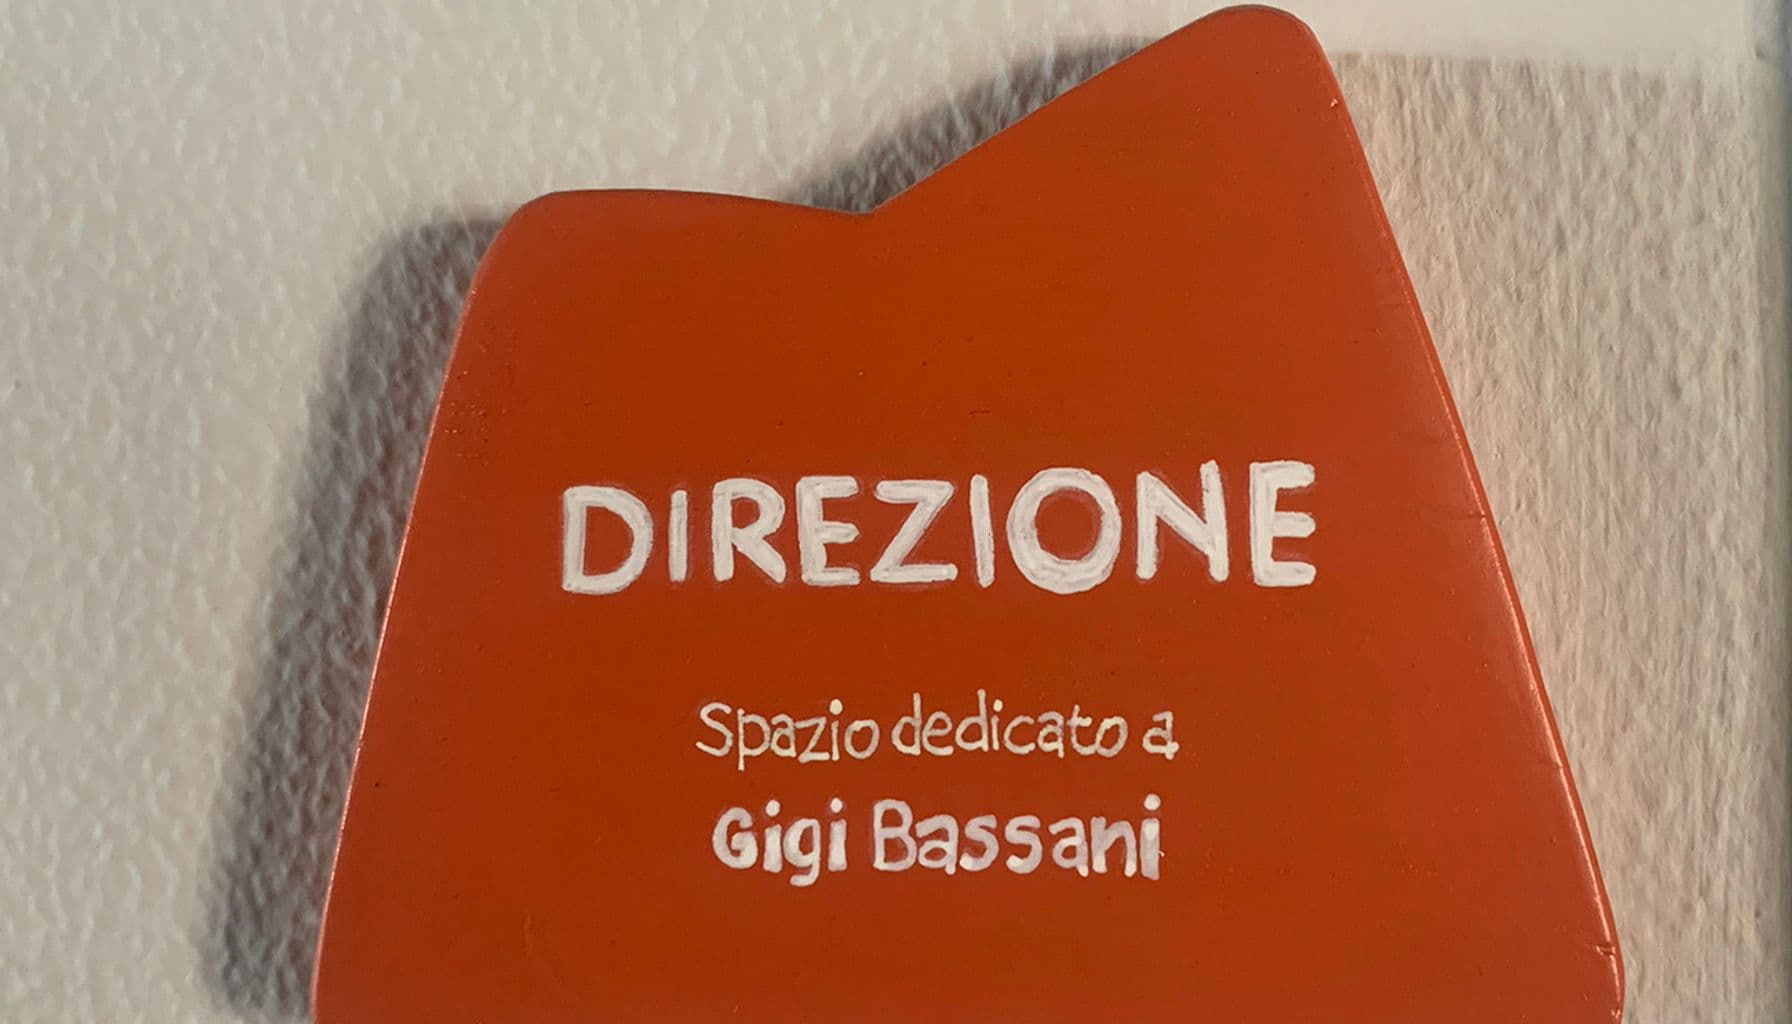 DIREZIONE
Spazio dedicato a
Gigi Bassani